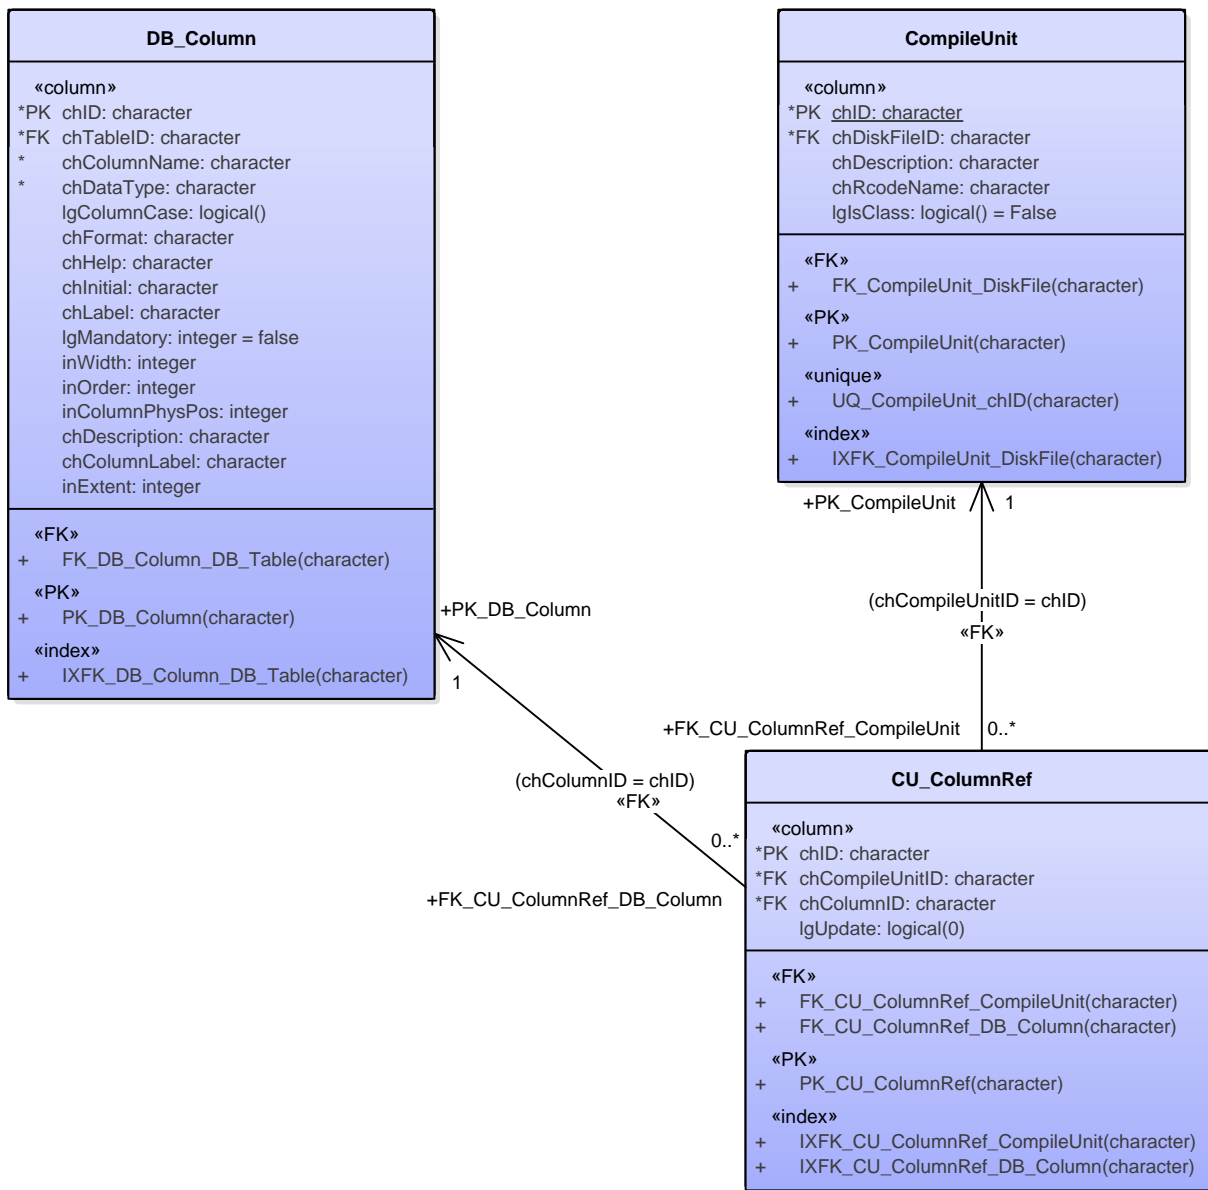 DB_Column
«column»
*PK chID: character
*FK chTableID: character
* chColumnName: character
* chDataType: character
lgColumnCase: logical()
chFormat: character
chHelp: character
chInitial: character
chLabel: character
lgMandatory: integer = false
inWidth: integer
inOrder: integer
inColumnPhysPos: integer
chDescription: character
chColumnLabel: character
inExtent: integer
«FK»
+ FK_DB_Column_DB_Table(character)
«PK»
+ PK_DB_Column(character)
«index»
+ IXFK_DB_Column_DB_Table(character)
CompileUnit
«column»
*PK chID: character
*FK chDiskFileID: character
chDescription: character
chRcodeName: character
lgIsClass: logical() = False
«FK»
+ FK_CompileUnit_DiskFile(character)
«PK»
+ PK_CompileUnit(character)
«unique»
+ UQ_CompileUnit_chID(character)
«index»
+ IXFK_CompileUnit_DiskFile(character)
+PK_CompileUnit 1
(chCompileUnitID = chID)
«FK»
+FK_CU_ColumnRef_CompileUnit 0..*
+PK_DB_Column
1
(chColumnID = chID)
«FK»
0..*
+FK_CU_ColumnRef_DB_Column
CU_ColumnRef
«column»
*PK chID: character
*FK chCompileUnitID: character
*FK chColumnID: character
lgUpdate: logical(0)
«FK»
+ FK_CU_ColumnRef_CompileUnit(character)
+ FK_CU_ColumnRef_DB_Column(character)
«PK»
+ PK_CU_ColumnRef(character)
«index»
+ IXFK_CU_ColumnRef_CompileUnit(character)
+ IXFK_CU_ColumnRef_DB_Column(character)